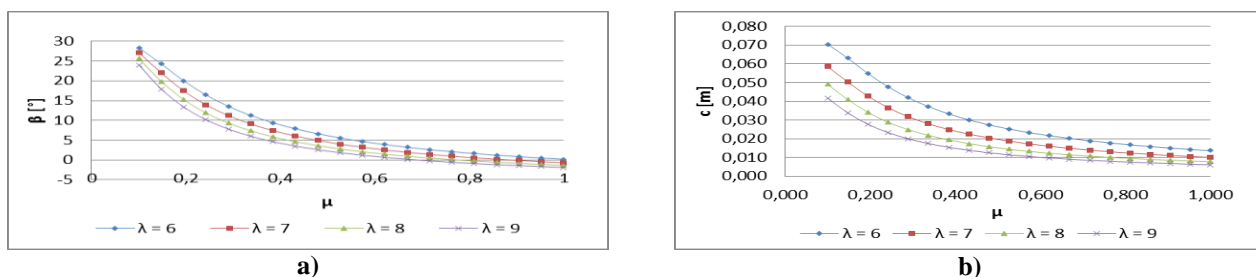 30
25
20
15
10
5
0
-5
β [°]
0 0,2 0,4 0,6 0,8 1
μ
λ = 6 λ = 7 λ = 8 λ = 9
a)
0,080
0,070
0,060
0,050
0,040
0,030
0,020
0,010
0,000
c [m]
0,000 0,200 0,400 0,600 0,800 1,000
μ
λ = 6 λ = 7 λ = 8 λ = 9
b)